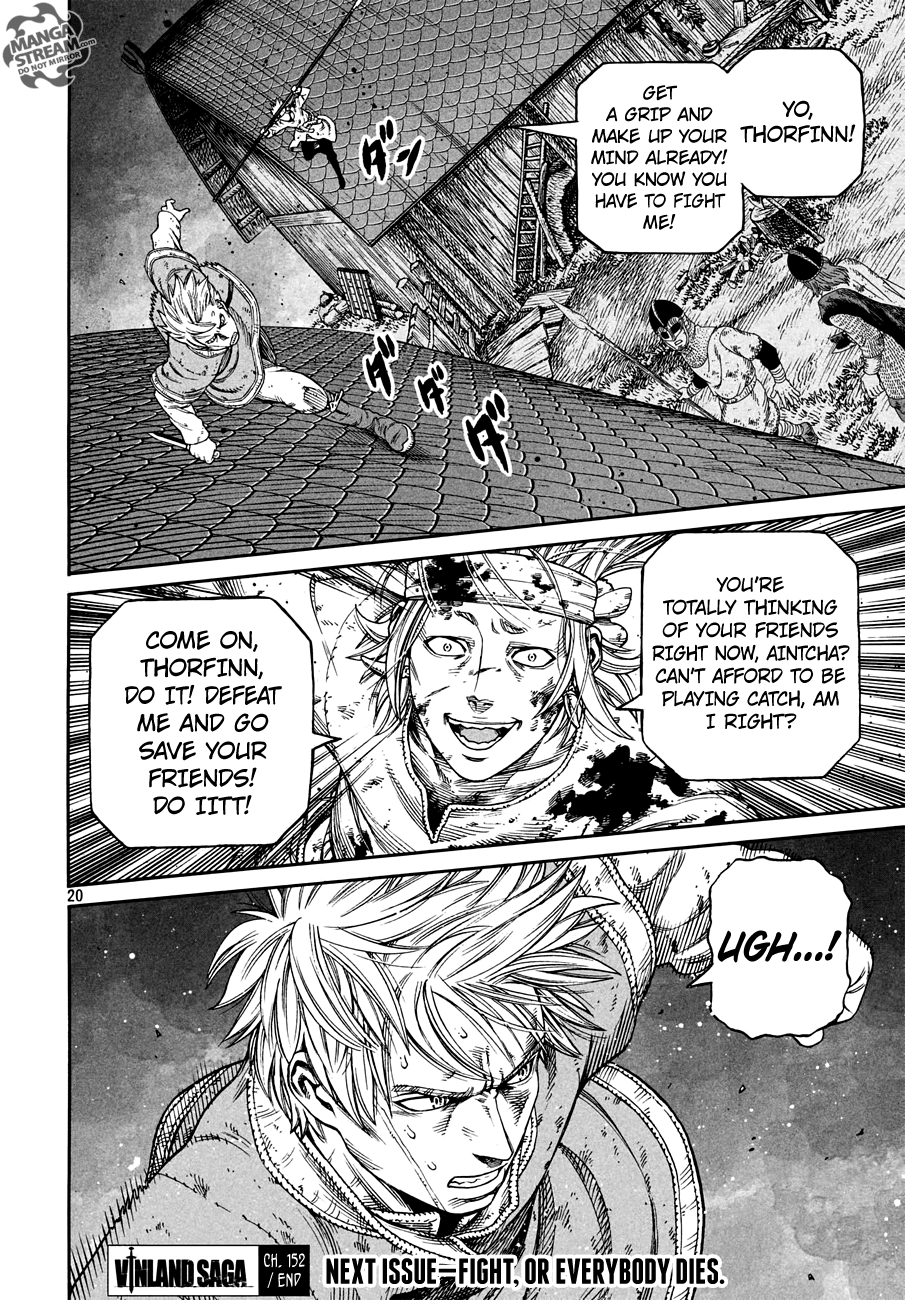 MANGA
STREAM.com
DO NOT MIRROR!
YO,
THORFINN!
GET
A GRIP AND
MAKE UP YOUR
MIND ALREADY!
YOU KNOW YOU
HAVE TO FIGHT
ME!
ダン
ダ
ダ
ダ
YOU'RE
TOTALLY THINKING
OF YOUR FRIENDS
RIGHT NOW, AINTCHA?
CAN'T AFFORD TO BE
PLAYING CATCH, AM
I RIGHT?
COME ON,
THORFINN,
DO IT! DEFEAT
ME AND GO
SAVE YOUR
FRIENDS!
DO IITT!
20
UGH...!
VINLAND SAGA
CH. 152
/ END
NEXT ISSUE—FIGHT, OR EVERYBODY DIES.